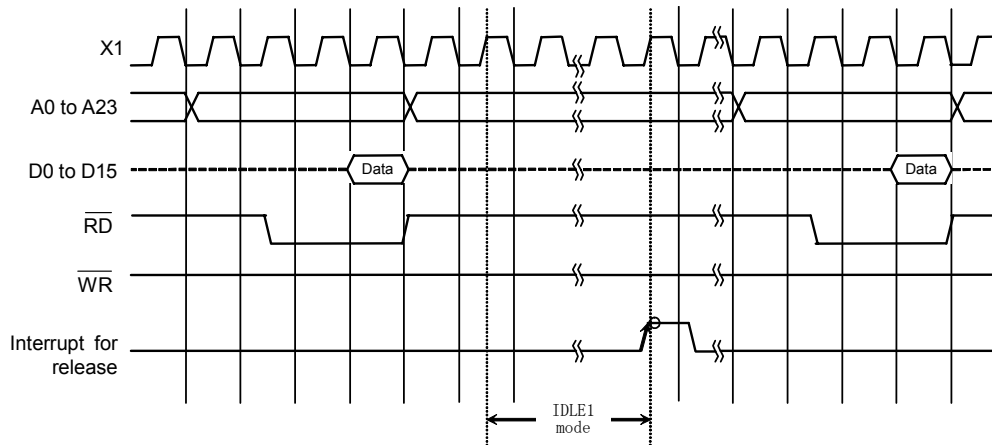 X1
A0 to A23
D0 to D15
Data
Data
RD
WR
Interrupt for
release
IDLE1
mode